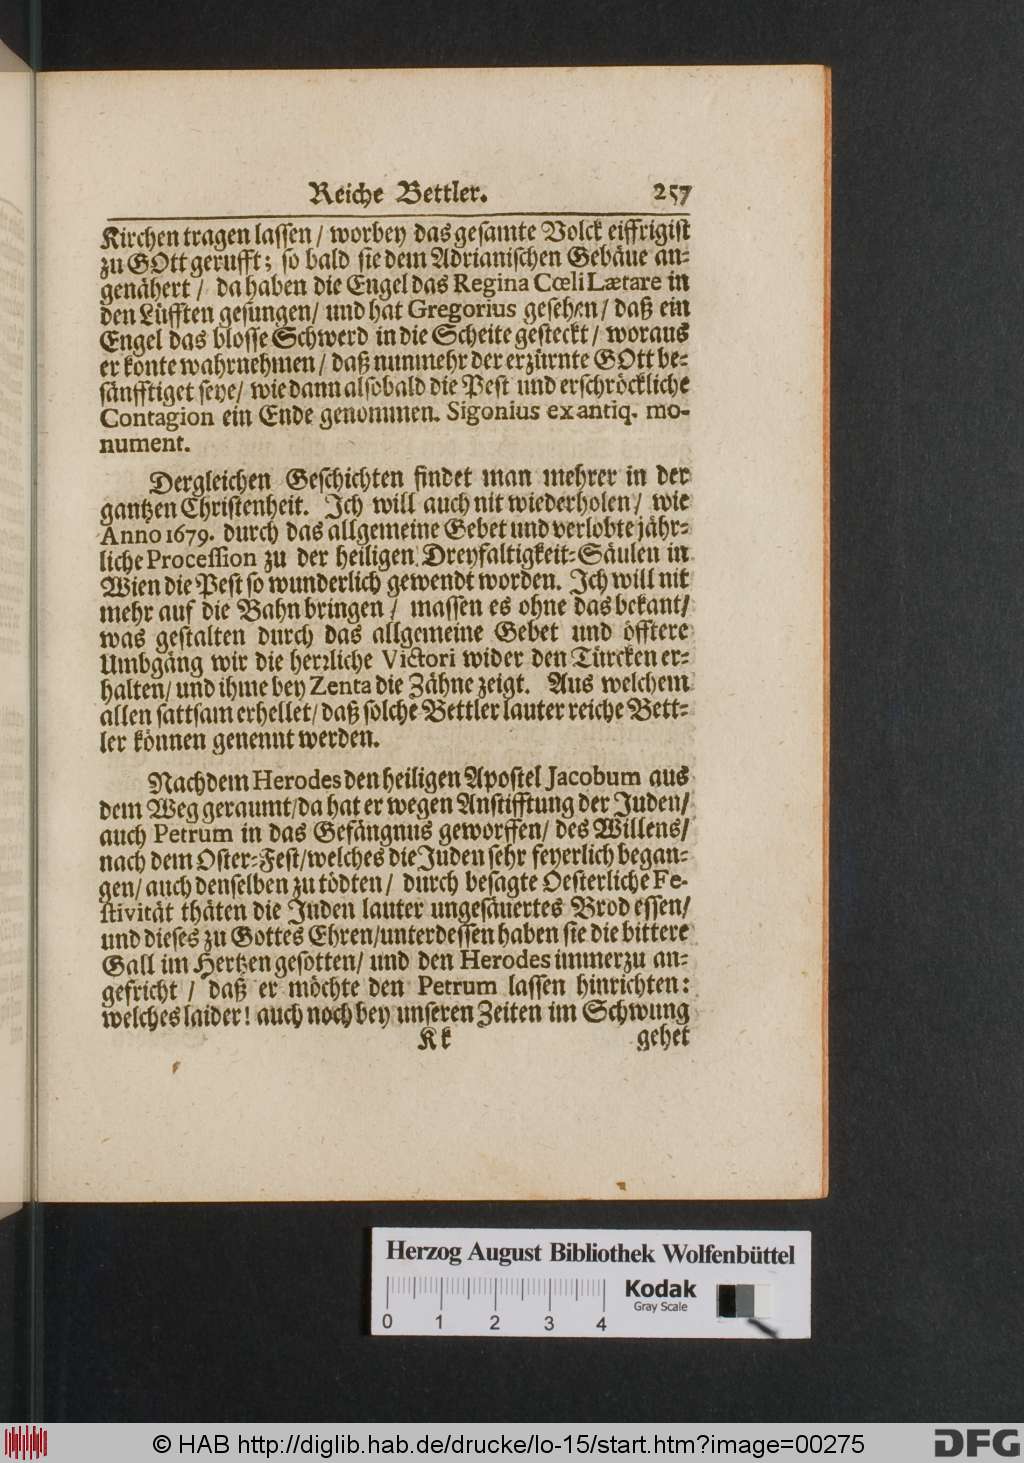 Reiche Bettler. 257
Kirchen tragen lassen / worbey das gesamte Volck eiffrigist
zu GOtt gerufft; so bald sie dem Adrianischen Gebäue an-
genähert / da haben die Engel das Regina Cœli Lætare in
den Lüfften gesungen / und hat Gregorius gesehen / daß ein
Engel das blosse Schwerd in die Scheite gesteckt / woraus
er konte wahrnehmen / daß nunmehr der erzürnte GOtt be-
sänfftiget seye / wie dann alsobald die Pest und erschröckliche
Contagion ein Ende genommen. Sigonius ex antiq. mo-
nument.
Dergleichen Geschichten findet man mehrer in der
gantzen Christenheit. Ich will auch nit wiederholen / wie
Anno 1679. durch das allgemeine Gebet und verlobte jähr-
liche Procession zu der heiligen Dreyfaltigkeit-Säulen in
Wien die Pest so wunderlich gewendt worden. Ich will nit
mehr auf die Bahn bringen / massen es ohne das bekant /
was gestalten durch das allgemeine Gebet und öfftere
Umbgäng wir die herrliche Victori wider den Türcken er-
halten / und ihme bey Zenta die Zähne zeigt. Aus welchem
allen sattsam erhellet / daß solche Bettler lauter reiche Bett-
ler können genennt werden.
Nachdem Herodes den heiligen Apostel Jacobum aus
dem Weg geraumt / da hat er wegen Anstifftung der Juden /
auch Petrum in das Gefängnus geworffen / des Willens /
nach dem Oster-Fest / welches die Juden sehr feyerlich began-
gen / auch denselben zu tödten / durch besagte Oesterliche Fe-
stivität thäten die Juden lauter ungesäuertes Brod essen /
und dieses zu Gottes Ehren / unterdessen haben sie die bittere
Gall im Hertzen gesotten / und den Herodes immerzu an-
gefricht / daß er möchte den Petrum lassen hinrichten:
welches laider! auch noch bey unseren Zeiten im Schwung
Kk gehet
Herzog August Bibliothek Wolfenbüttel
Kodak
Gray Scale
0 1 2 3 4
© HAB http://diglib.hab.de/drucke/lo-15/start.htm?image=00275
DFG